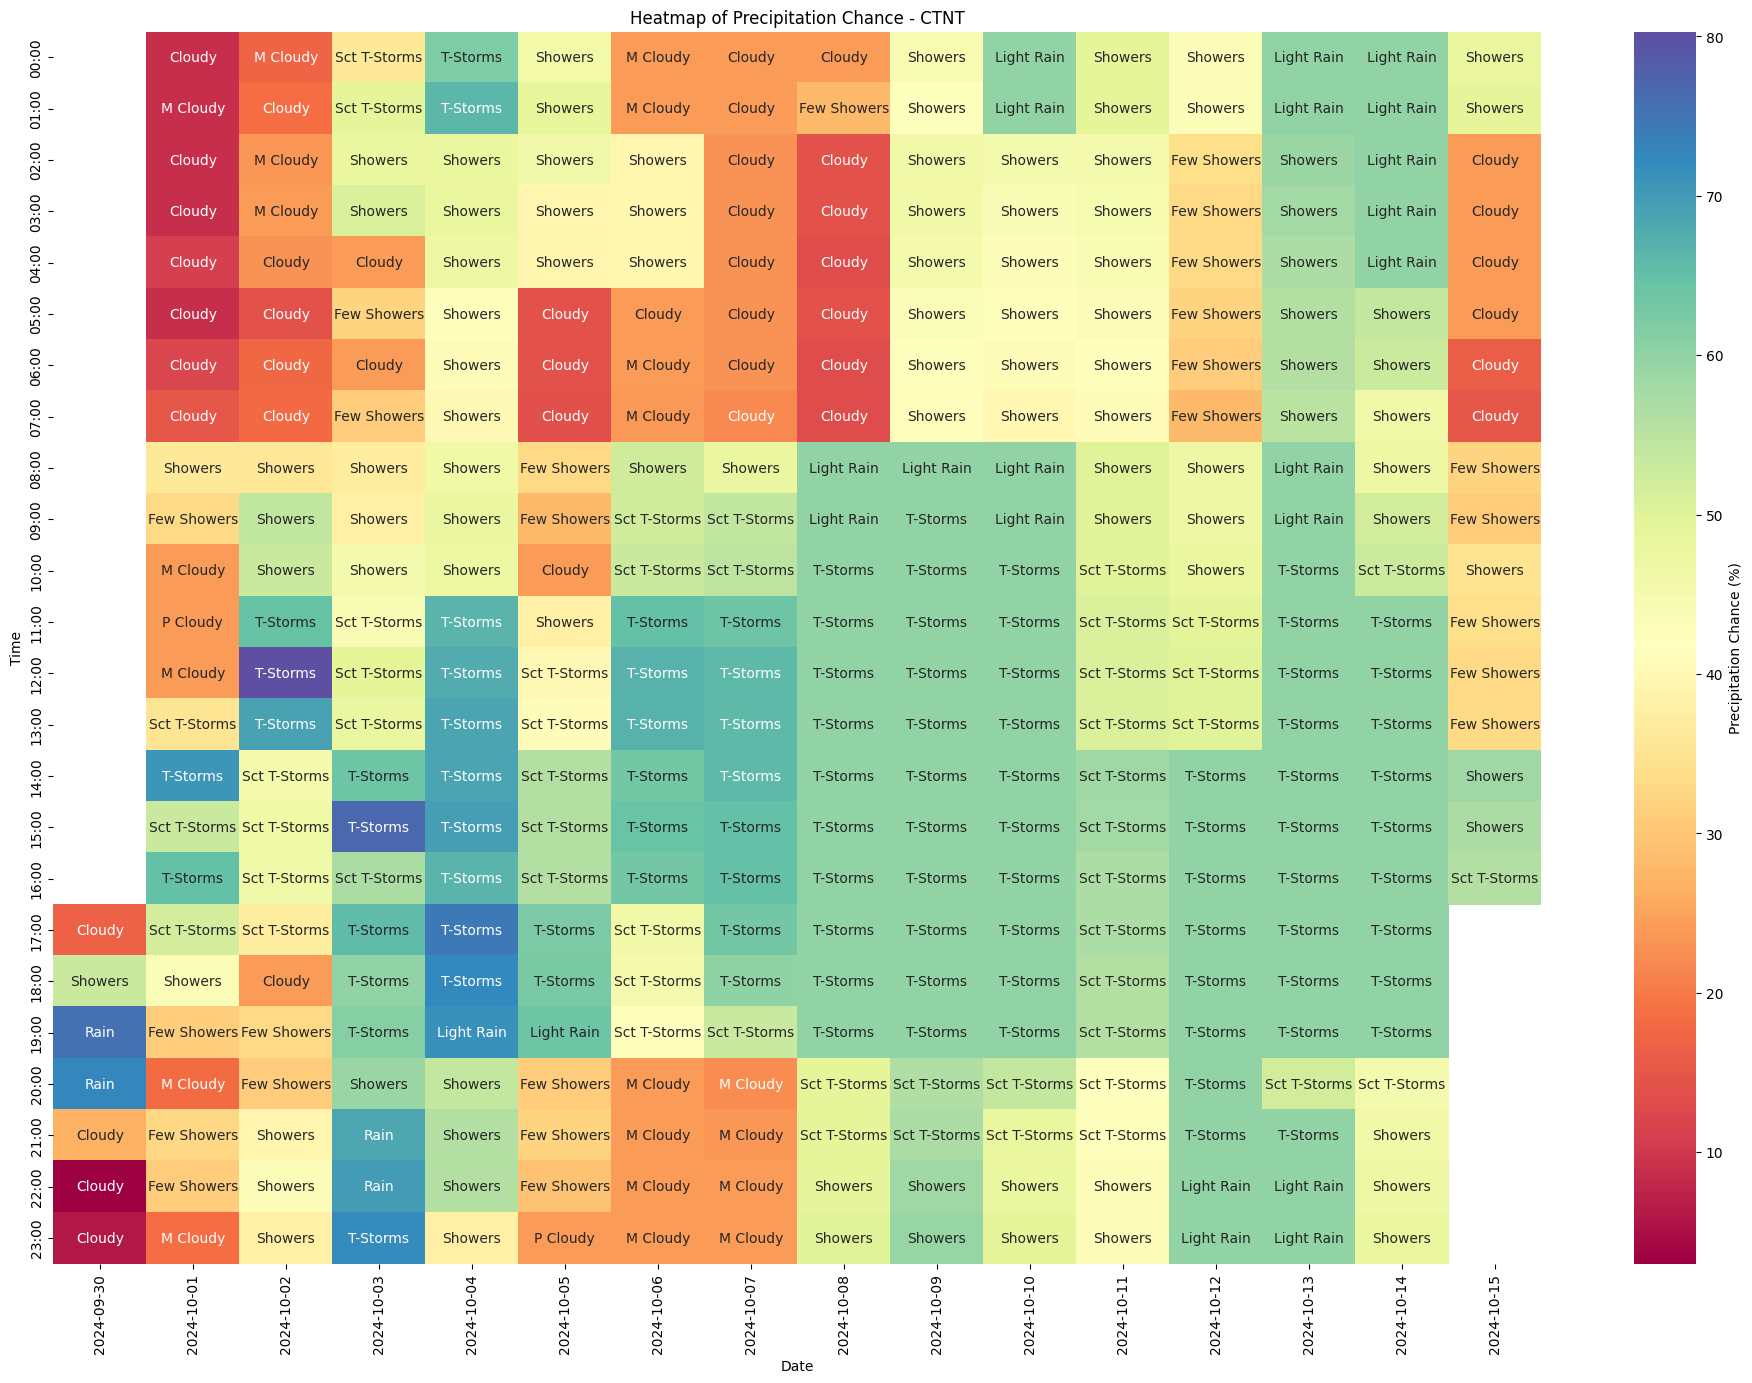 Heatmap of Precipitation Chance - CTNT
00:00 Cloudy M Cloudy Sct T-Storms T-Storms Showers M Cloudy Cloudy Cloudy Showers Light Rain Showers Showers Light Rain Light Rain Showers
01:00 M Cloudy Cloudy Sct T-Storms T-Storms Showers M Cloudy Cloudy Few Showers Showers Light Rain Showers Showers Light Rain Light Rain Showers
02:00 Cloudy M Cloudy Showers Showers Showers Showers Cloudy Cloudy Showers Showers Showers Few Showers Showers Light Rain Cloudy
03:00 Cloudy M Cloudy Showers Showers Showers Showers Cloudy Cloudy Showers Showers Showers Few Showers Showers Light Rain Cloudy
04:00 Cloudy Cloudy Cloudy Showers Showers Showers Cloudy Cloudy Showers Showers Showers Few Showers Showers Light Rain Cloudy
05:00 Cloudy Cloudy Few Showers Showers Cloudy Cloudy Cloudy Cloudy Showers Showers Showers Few Showers Showers Showers Cloudy
06:00 Cloudy Cloudy Cloudy Showers Cloudy M Cloudy Cloudy Cloudy Showers Showers Showers Few Showers Showers Showers Cloudy
07:00 Cloudy Cloudy Few Showers Showers Cloudy M Cloudy Cloudy Cloudy Showers Showers Showers Few Showers Showers Showers Cloudy
08:00 Showers Showers Showers Showers Few Showers Showers Showers Light Rain Light Rain Light Rain Showers Showers Light Rain Showers Few Showers
09:00 Few Showers Showers Showers Showers Few Showers Sct T-Storms Sct T-Storms Light Rain T-Storms Light Rain Showers Showers Light Rain Showers Few Showers
10:00 M Cloudy Showers Showers Showers Cloudy Sct T-Storms Sct T-Storms T-Storms T-Storms T-Storms Sct T-Storms Showers T-Storms Sct T-Storms Showers
11:00 P Cloudy T-Storms Sct T-Storms T-Storms Showers T-Storms T-Storms T-Storms T-Storms T-Storms Sct T-Storms Sct T-Storms T-Storms T-Storms Few Showers
12:00 M Cloudy T-Storms Sct T-Storms T-Storms Sct T-Storms T-Storms T-Storms T-Storms T-Storms T-Storms Sct T-Storms Sct T-Storms T-Storms T-Storms Few Showers
13:00 Sct T-Storms T-Storms Sct T-Storms T-Storms Sct T-Storms T-Storms T-Storms T-Storms T-Storms T-Storms Sct T-Storms Sct T-Storms T-Storms T-Storms Few Showers
14:00 T-Storms Sct T-Storms T-Storms T-Storms Sct T-Storms T-Storms T-Storms T-Storms T-Storms T-Storms Sct T-Storms T-Storms T-Storms T-Storms Showers
15:00 Sct T-Storms Sct T-Storms T-Storms T-Storms Sct T-Storms T-Storms T-Storms T-Storms T-Storms T-Storms Sct T-Storms T-Storms T-Storms T-Storms Showers
16:00 T-Storms Sct T-Storms Sct T-Storms T-Storms Sct T-Storms T-Storms T-Storms T-Storms T-Storms T-Storms Sct T-Storms T-Storms T-Storms T-Storms Sct T-Storms
17:00 Cloudy Sct T-Storms Sct T-Storms T-Storms T-Storms T-Storms Sct T-Storms T-Storms T-Storms T-Storms T-Storms Sct T-Storms T-Storms T-Storms T-Storms
18:00 Showers Showers Cloudy T-Storms T-Storms T-Storms Sct T-Storms T-Storms T-Storms T-Storms T-Storms Sct T-Storms T-Storms T-Storms T-Storms
19:00 Rain Few Showers Few Showers T-Storms Light Rain Light Rain Sct T-Storms Sct T-Storms T-Storms T-Storms T-Storms Sct T-Storms T-Storms T-Storms T-Storms
20:00 Rain M Cloudy Few Showers Showers Showers Few Showers M Cloudy M Cloudy Sct T-Storms Sct T-Storms Sct T-Storms Sct T-Storms T-Storms Sct T-Storms Sct T-Storms
21:00 Cloudy Few Showers Showers Rain Showers Few Showers M Cloudy M Cloudy Sct T-Storms Sct T-Storms Sct T-Storms Sct T-Storms T-Storms T-Storms Showers
22:00 Cloudy Few Showers Showers Rain Showers Few Showers M Cloudy M Cloudy Showers Showers Showers Showers Light Rain Light Rain Showers
23:00 Cloudy M Cloudy Showers T-Storms Showers P Cloudy M Cloudy M Cloudy Showers Showers Showers Showers Light Rain Light Rain Showers
Time
2024-09-30 2024-10-01 2024-10-02 2024-10-03 2024-10-04 2024-10-05 2024-10-06 2024-10-07 2024-10-08 2024-10-09 2024-10-10 2024-10-11 2024-10-12 2024-10-13 2024-10-14 2024-10-15
Date
80
70
60
50
40
30
20
10
Precipitation Chance (%)